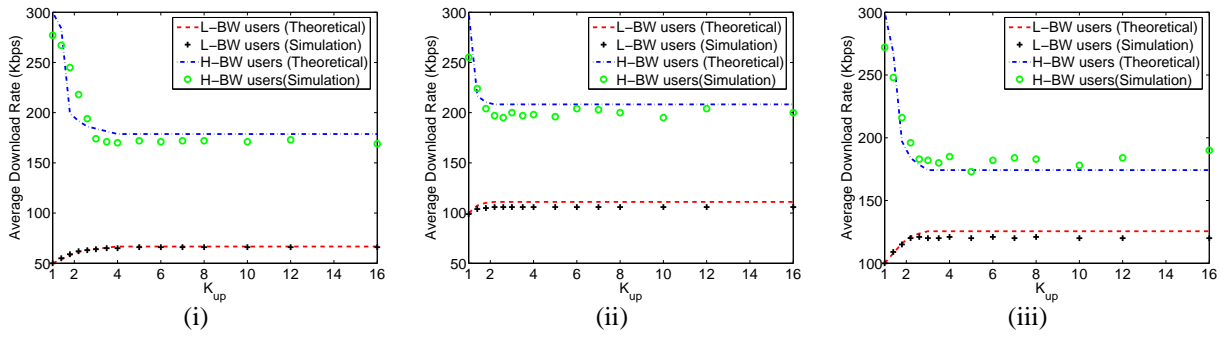 300
250
200
150
100
50
1
2
4
6
8
10
12
14
16
Average Download Rate (Kbps)
K_up
L−BW users (Theoretical)
L−BW users (Simulation)
H−BW users (Theoretical)
H−BW users(Simulation)
(i)
300
250
200
150
100
50
0
1
2
4
6
8
10
12
14
16
Average Download Rate (Kbps)
K_up
L−BW users (Theoretical)
L−BW users (Simulation)
H−BW users (Theoretical)
H−BW users(Simulation)
(ii)
300
250
200
150
100
1
2
4
6
8
10
12
14
16
Average Download Rate (Kbps)
K_up
L−BW users (Theoretical)
L−BW users (Simulation)
H−BW users (Theoretical)
H−BW users(Simulation)
(iii)